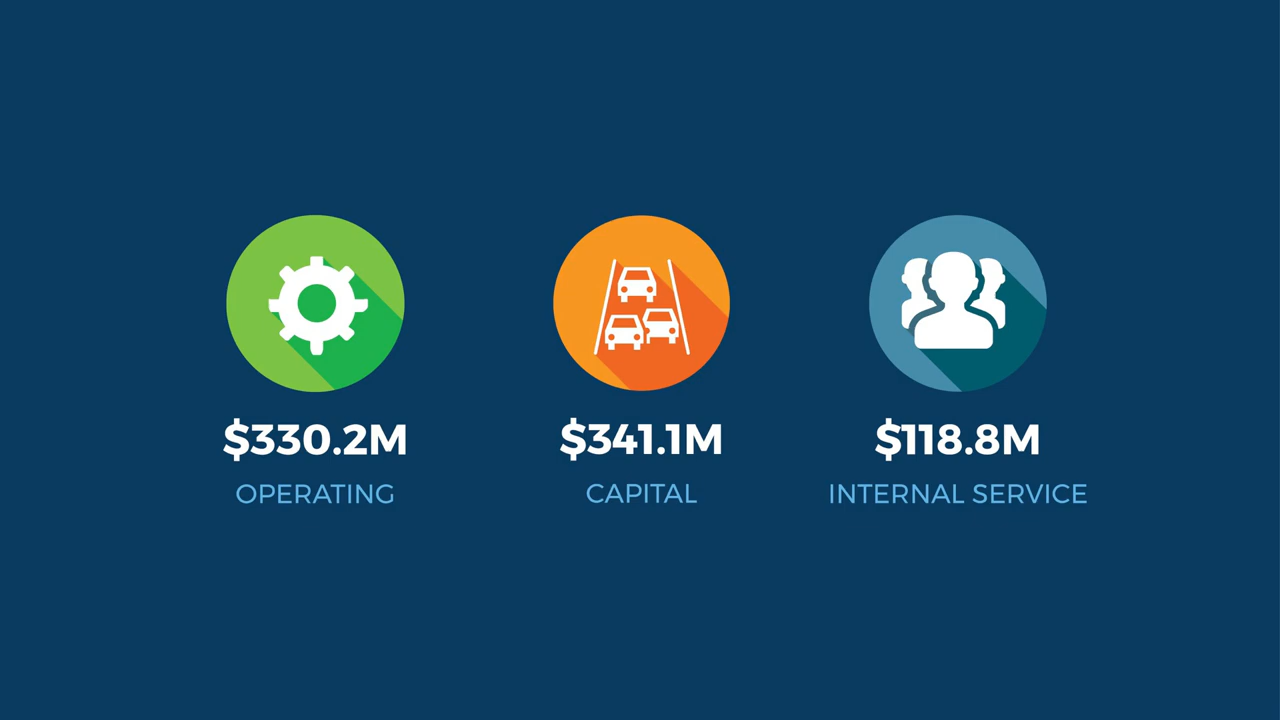 $330.2M
OPERATING
$341.1M
CAPITAL
$118.8M
INTERNAL SERVICE